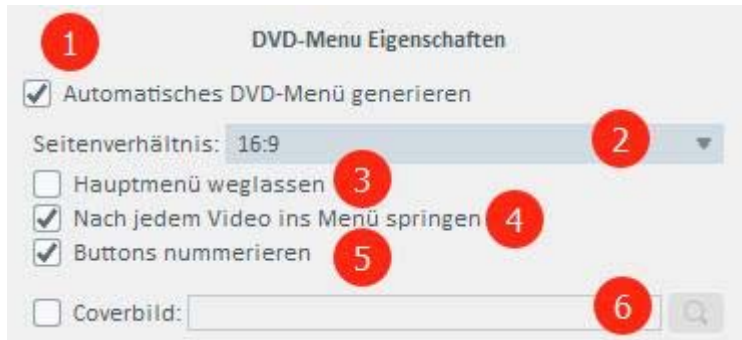 1
DVD-Menu Eigenschaften
Automatisches DVD-Menü generieren
Seitenverhältnis: 16:9 2
Hauptmenü weglassen 3
Nach jedem Video ins Menü springen 4
Buttons nummerieren 5
Coverbild: 6